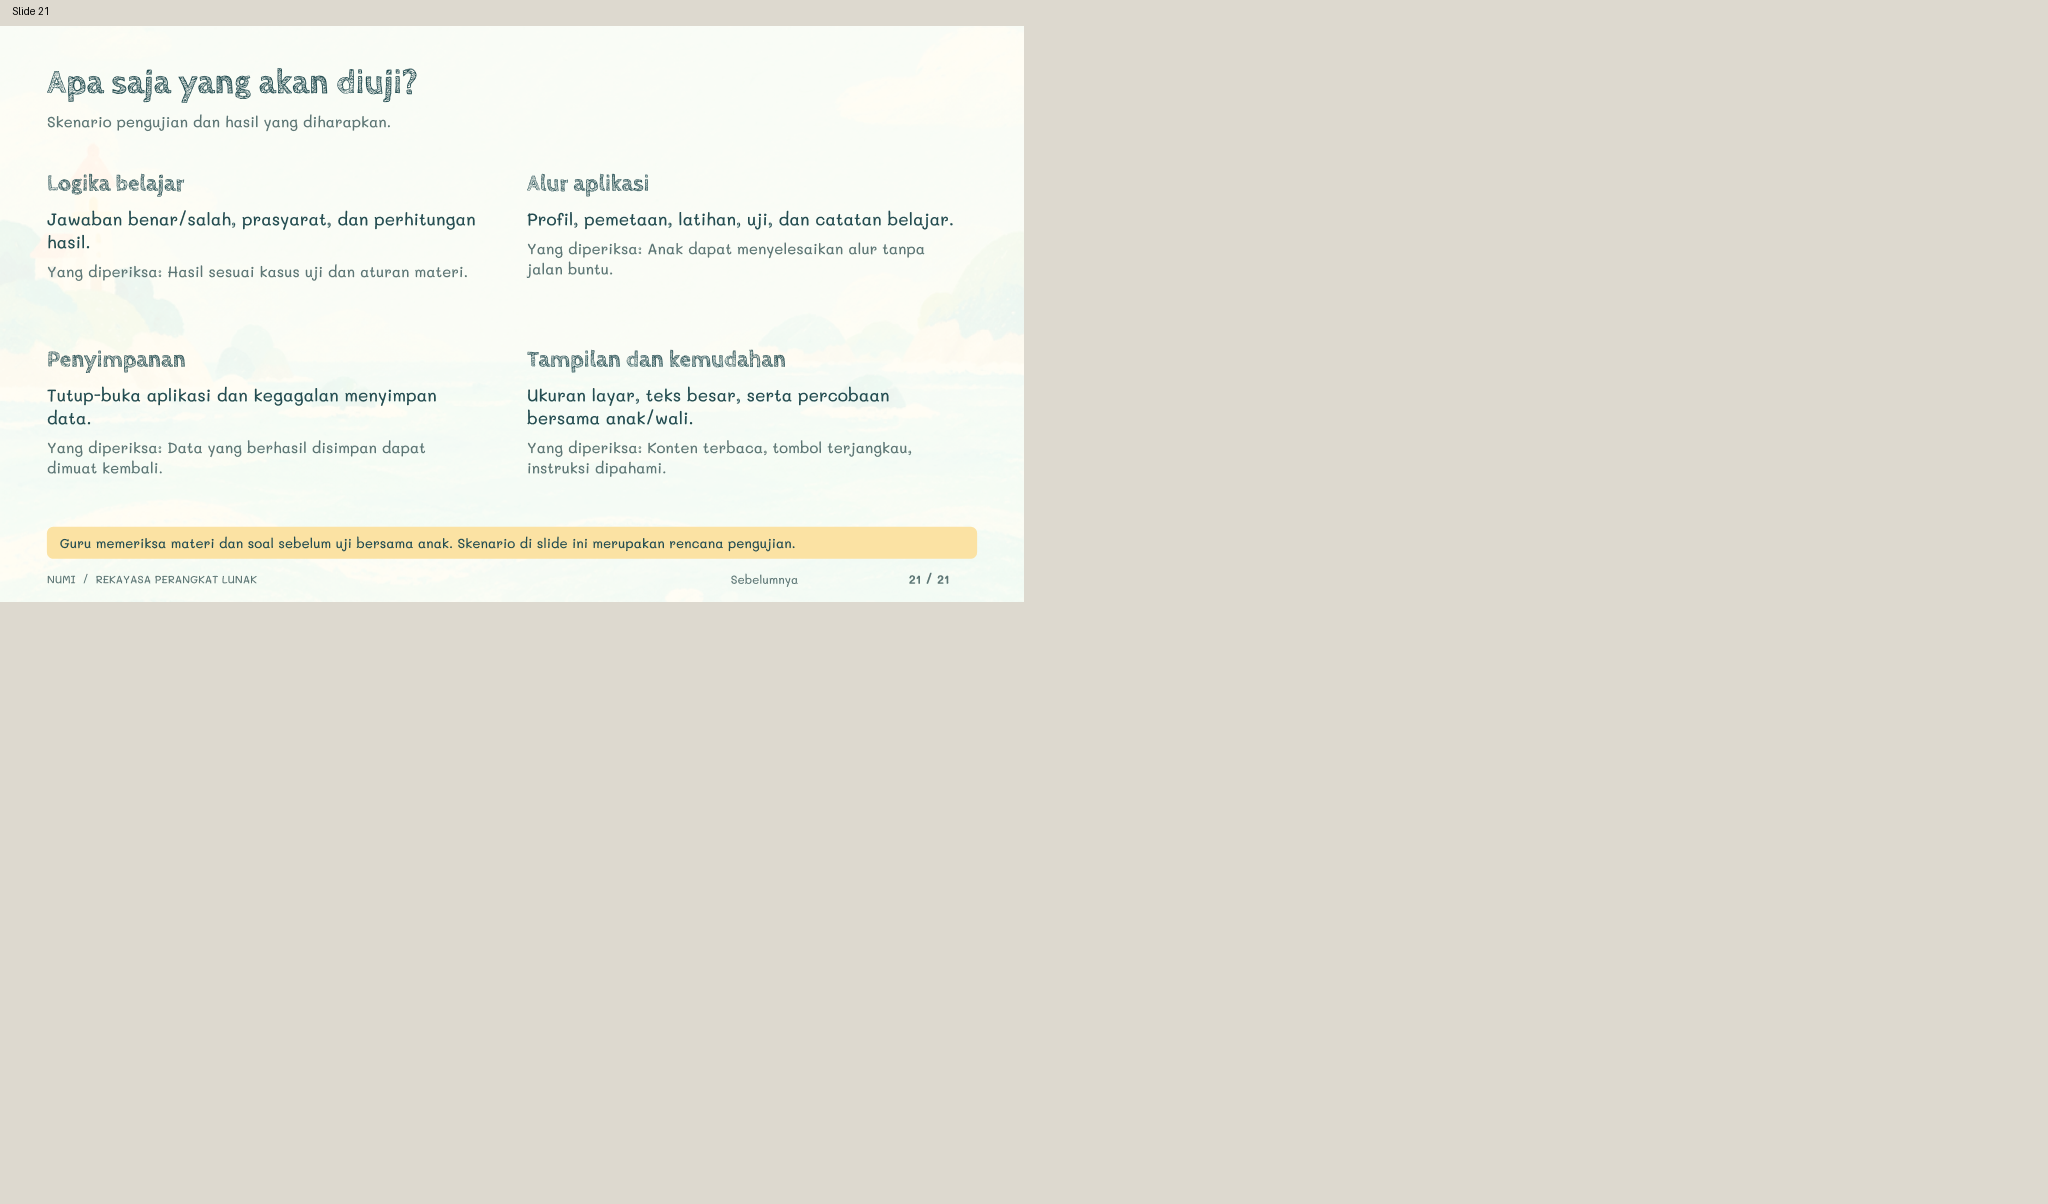 Slide 21
Apa saja yang akan diuji?
Skenario pengujian dan hasil yang diharapkan.
Logika belajar
Jawaban benar/salah, prasyarat, dan perhitungan
hasil.
Yang diperiksa: Hasil sesuai kasus uji dan aturan materi.
Alur aplikasi
Profil, pemetaan, latihan, uji, dan catatan belajar.
Yang diperiksa: Anak dapat menyelesaikan alur tanpa
jalan buntu.
Penyimpanan
Tutup-buka aplikasi dan kegagalan menyimpan
data.
Yang diperiksa: Data yang berhasil disimpan dapat
dimuat kembali.
Tampilan dan kemudahan
Ukuran layar, teks besar, serta percobaan
bersama anak/wali.
Yang diperiksa: Konten terbaca, tombol terjangkau,
instruksi dipahami.
Guru memeriksa materi dan soal sebelum uji bersama anak. Skenario di slide ini merupakan rencana pengujian.
NUMI / REKAYASA PERANGKAT LUNAK
Sebelumnya
21 / 21